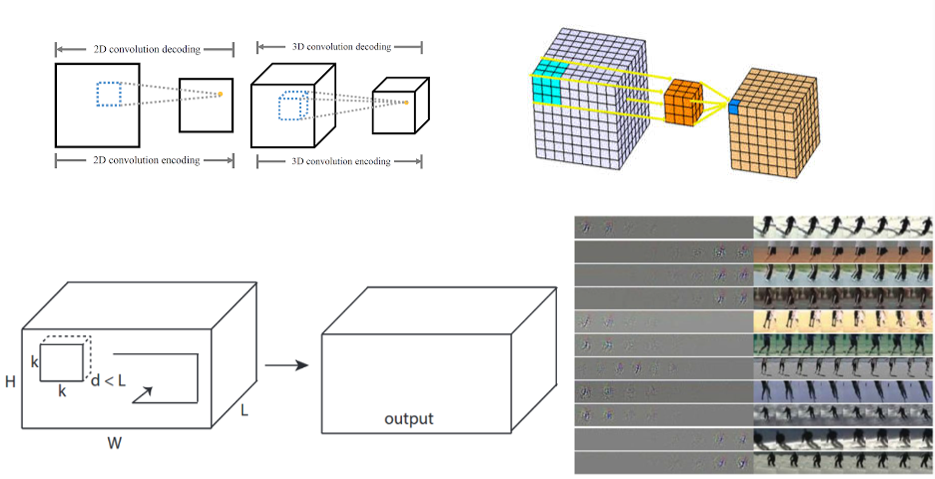 2D convolution decoding
3D convolution decoding
2D convolution encoding
3D convolution encoding
H
k
k
d < L
L
W
output